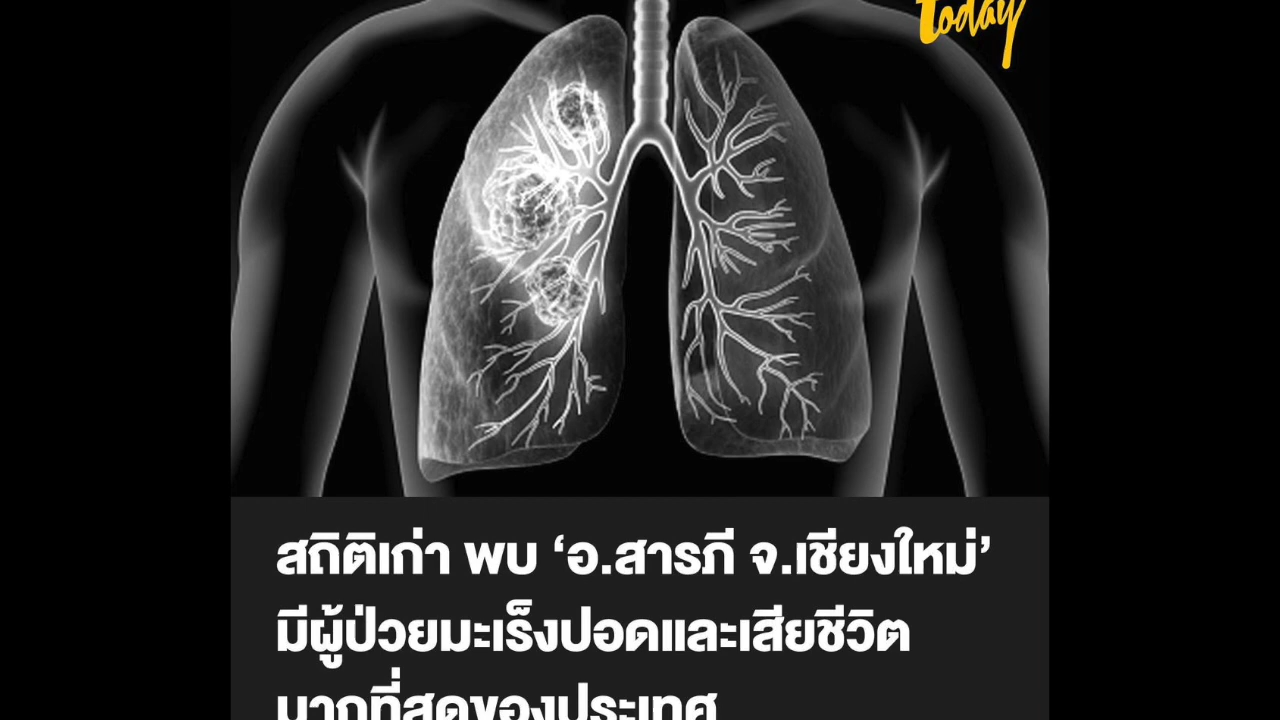 today
สถิติเก่า พบ ‘อ.สารภี จ.เชียงใหม่’
มีผู้ป่วยมะเร็งปอดและเสียชีวิต
มากที่สุดของประเทศ